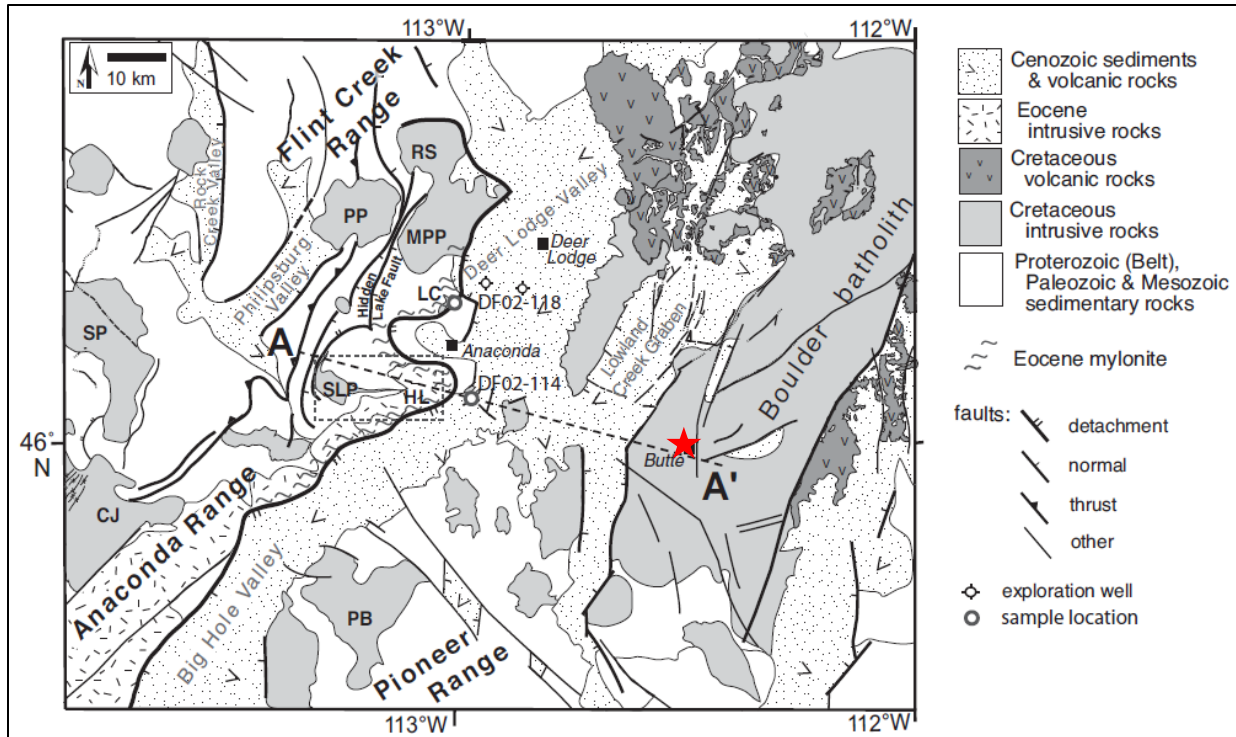 113°W
112°W
N
10 km
Flint Creek
Range
Rock
Creek Valley
RS
PP
MPP
Deer Lodge Valley
Deer
Lodge
Philipsburg
Valley
Hidden
Lake Fault
LC
DF02-118
SP
A
Anaconda
SLP
HL
DF02-114
Lowland
Creek Graben
Boulder batholith
46°
N
Butte
A'
CJ
Anaconda Range
Big Hole Valley
PB
Pioneer
Range
113°W
112°W
Cenozoic sediments
& volcanic rocks
Eocene
intrusive rocks
Cretaceous
volcanic rocks
Cretaceous
intrusive rocks
Proterozoic (Belt),
Paleozoic & Mesozoic
sedimentary rocks
Eocene mylonite
faults:
detachment
normal
thrust
other
exploration well
sample location